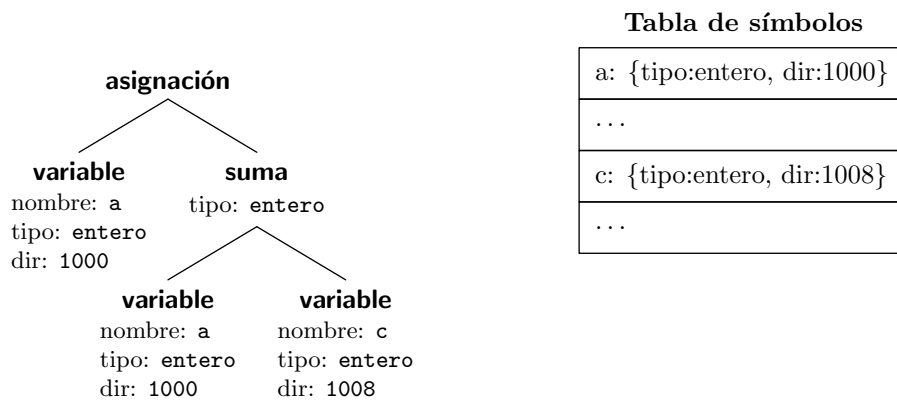 Tabla de símbolos
a: {tipo:entero, dir:1000}
...
c: {tipo:entero, dir:1008}
...
asignación
variable
nombre: a
tipo: entero
dir: 1000
suma
tipo: entero
variable
nombre: a
tipo: entero
dir: 1000
variable
nombre: c
tipo: entero
dir: 1008